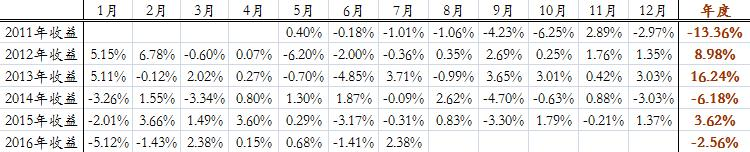 1月 2月 3月 4月 5月 6月 7月 8月 9月 10月 11月 12月 年度
2011年收益 0.40% -0.18% -1.01% -1.06% -4.23% -6.25% 2.89% -2.97% -13.36%
2012年收益 5.15% 6.78% -0.60% 0.07% -6.20% -2.00% -0.36% 0.35% 2.69% 0.25% 1.76% 1.35% 8.98%
2013年收益 5.11% -0.12% 2.02% 0.27% -0.70% -4.85% 3.71% -0.99% 3.65% 3.01% 0.42% 3.03% 16.24%
2014年收益 -3.26% 1.55% -3.34% 0.80% 1.30% 1.87% -0.09% 2.62% -4.70% -0.63% 0.88% -3.03% -6.18%
2015年收益 -2.01% 3.66% 1.49% 3.60% 0.29% -3.17% -0.31% 0.83% -3.30% 1.79% -0.21% 1.37% 3.62%
2016年收益 -5.12% -1.43% 2.38% 0.15% 0.68% -1.41% 2.38% -2.56%